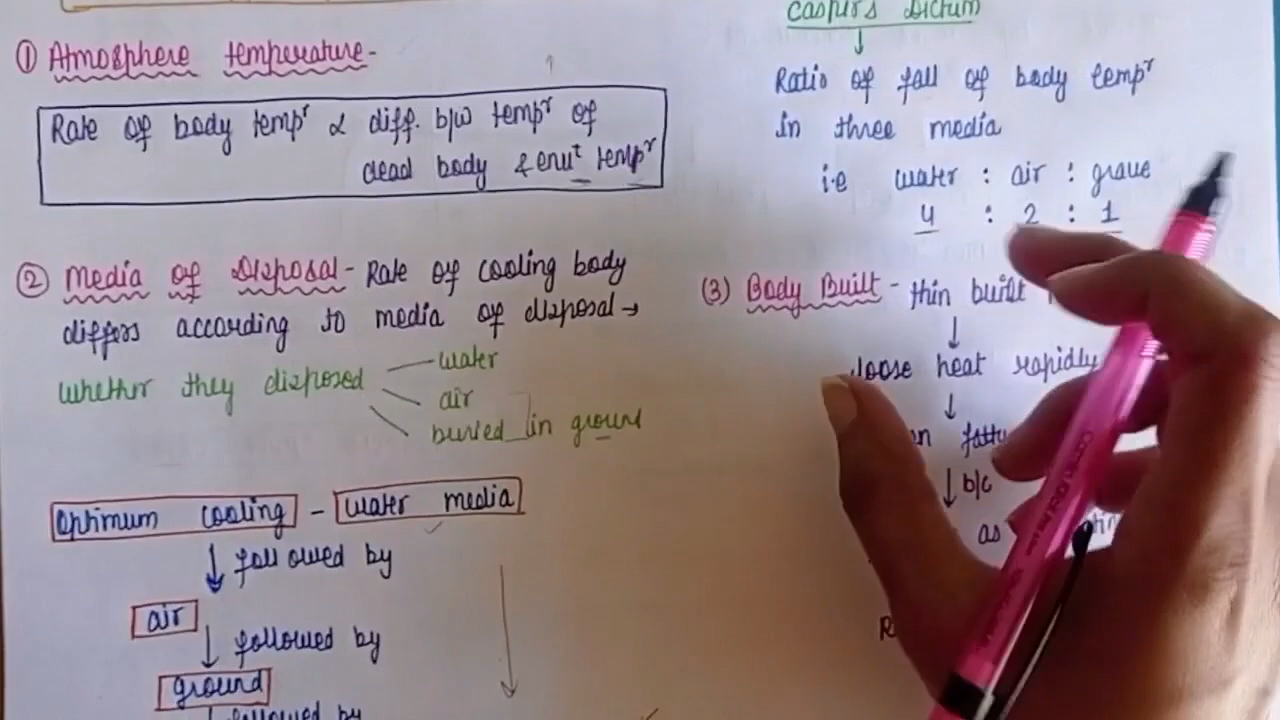 ① Atmosphere temperature -
Rate of body tempʳ ∝ diff. b/w tempʳ of
dead body & envᵗ tempʳ
② Media of Disposal - Rate of cooling body
differs according to media of disposal →
whether they disposed
water
air
buried in ground
optimum cooling - water media
followed by
air
followed by
ground
followed by
Casper's Dictum
Ratio of fall of body tempʳ
in three media
i.e water : air : grave
4 : 2 : 1
(3) Body Built - thin built
loose heat rapidly
fatty
b/c
as